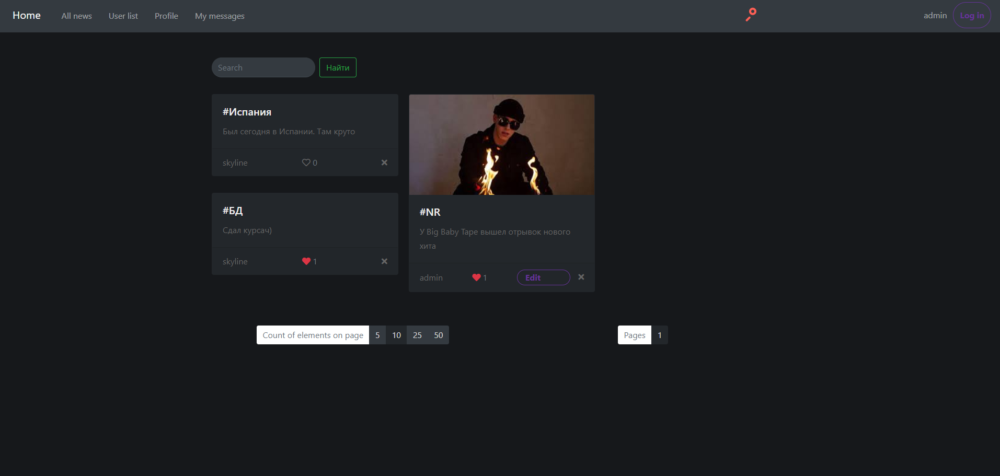 Home All news User list Profile My messages admin Log in
Search Найти
#Испания
Был сегодня в Испании. Там круто
skyline 0
#БД
Сдал курсач)
skyline 1
#NR
У Big Baby Tape вышел отрывок нового
хита
admin 1 Edit
Count of elements on page 5 10 25 50 Pages 1